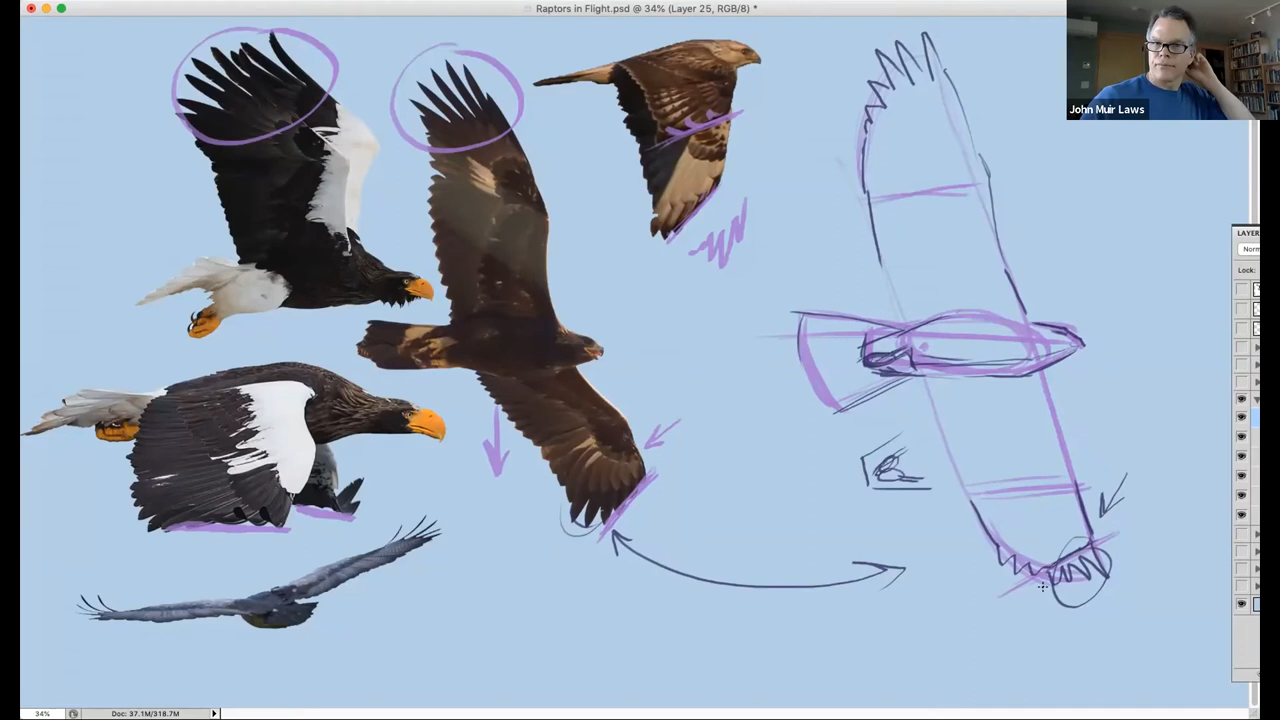 Raptors in Flight.psd @ 34% (Layer 25, RGB/8) *
John Muir Laws
LAYER
Norm
Lock:
34%
Doc: 37.1M/318.7M